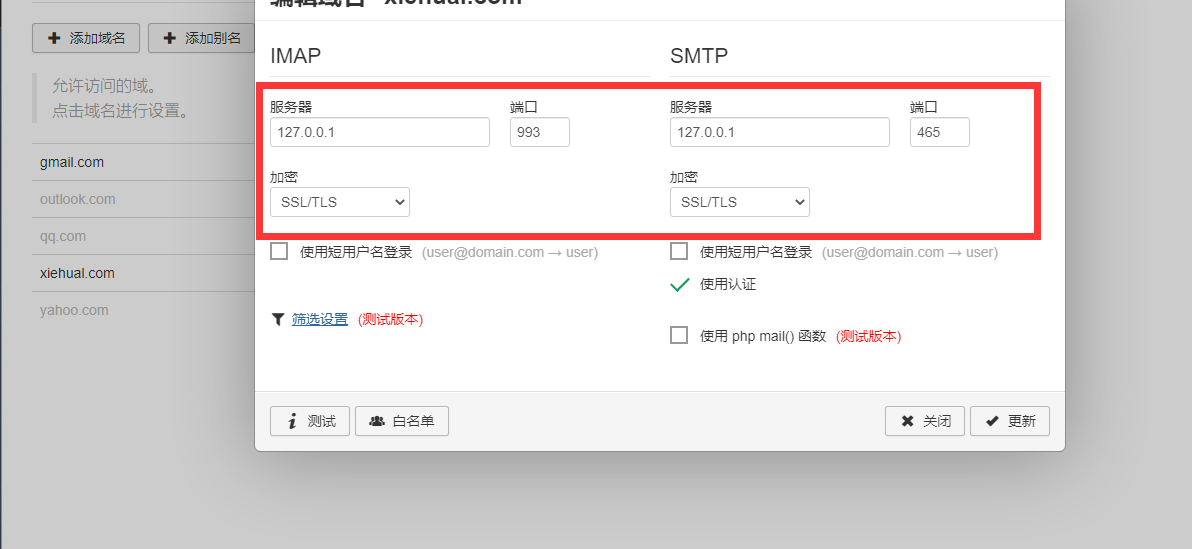 编辑域名 "xiehual.com"
添加域名 添加别名
允许访问的域。
点击域名进行设置。
gmail.com
outlook.com
qq.com
xiehual.com
yahoo.com
IMAP
服务器 端口
127.0.0.1 993
加密
SSL/TLS
使用短用户名登录 (user@domain.com → user)
筛选设置 (测试版本)
SMTP
服务器 端口
127.0.0.1 465
加密
SSL/TLS
使用短用户名登录 (user@domain.com → user)
使用认证
使用 php mail() 函数 (测试版本)
测试 白名单 关闭 更新